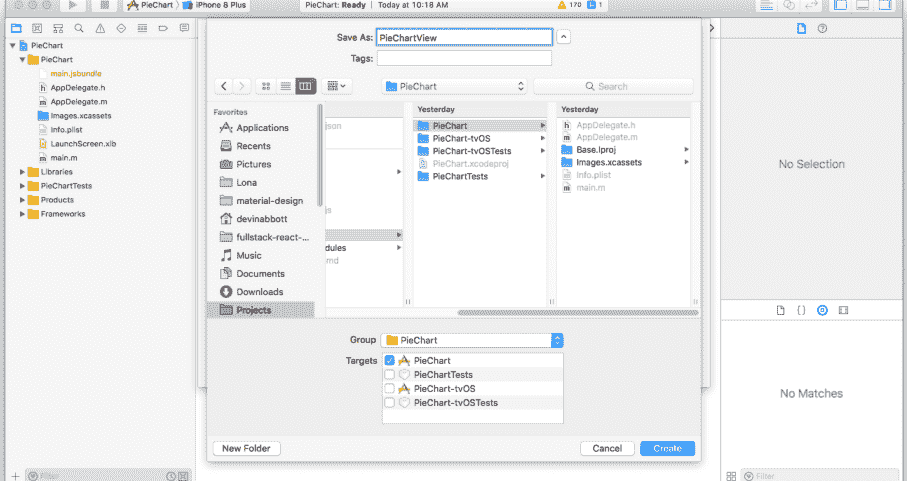 PieChart
iPhone 8 Plus
PieChart: Ready | Today at 10:18 AM
170
1
PieChart
PieChart
main.jsbundle
AppDelegate.h
AppDelegate.m
Images.xcassets
Info.plist
LaunchScreen.xib
main.m
Libraries
PieChartTests
Products
Frameworks
Filter
Save As: PieChartView
Tags:
PieChart
Search
Favorites
Applications
Recents
Pictures
Lona
material-design
devinabbott
fullstack-react-...
Music
Documents
Downloads
Projects
json
js
dules
md
Yesterday
PieChart
PieChart-tvOS
PieChart-tvOSTests
PieChart.xcodeproj
PieChartTests
Yesterday
AppDelegate.h
AppDelegate.m
Base.lproj
Images.xcassets
Info.plist
main.m
Group PieChart
Targets PieChart
PieChartTests
PieChart-tvOS
PieChart-tvOSTests
New Folder
Cancel
Create
No Selection
No Matches
Filter